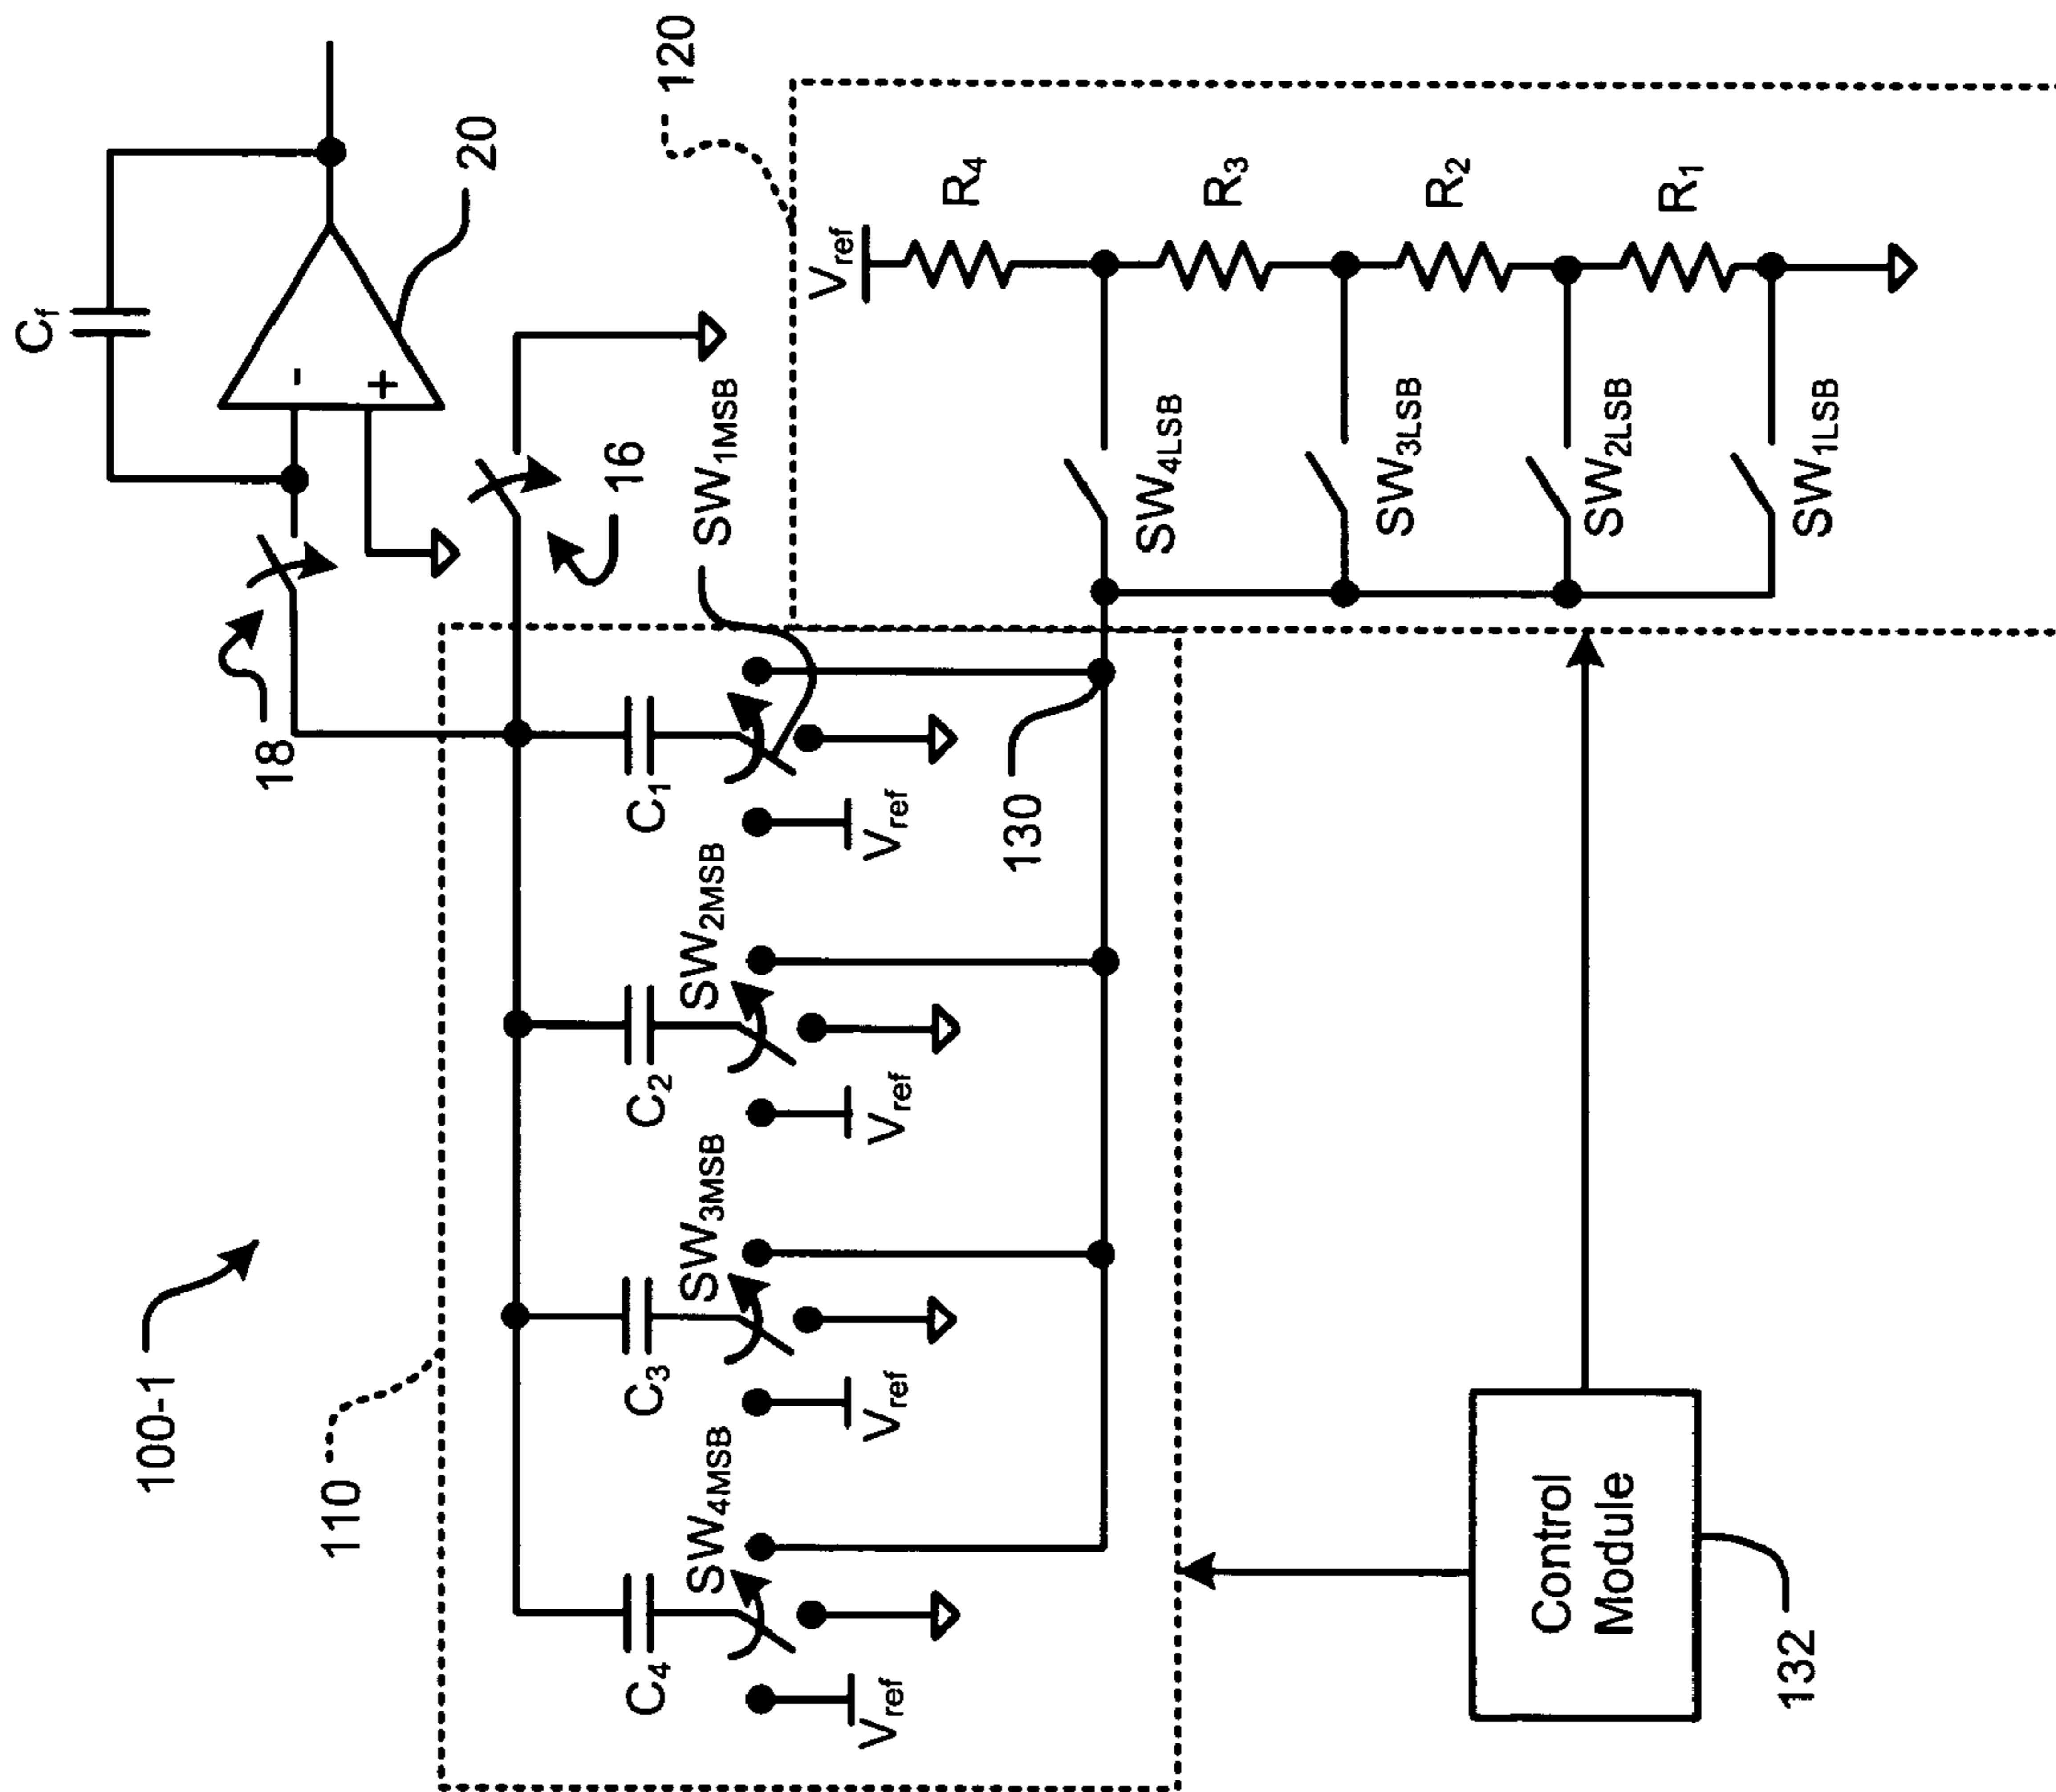 100-1
110
C4
SW4MSB
Vref
C3
SW3MSB
Vref
C2
SW2MSB
Vref
C1
SW1MSB
Vref
18
16
Cf
-
+
20
120
130
Vref
R4
R3
R2
R1
SW4LSB
SW3LSB
SW2LSB
SW1LSB
Control
Module
132